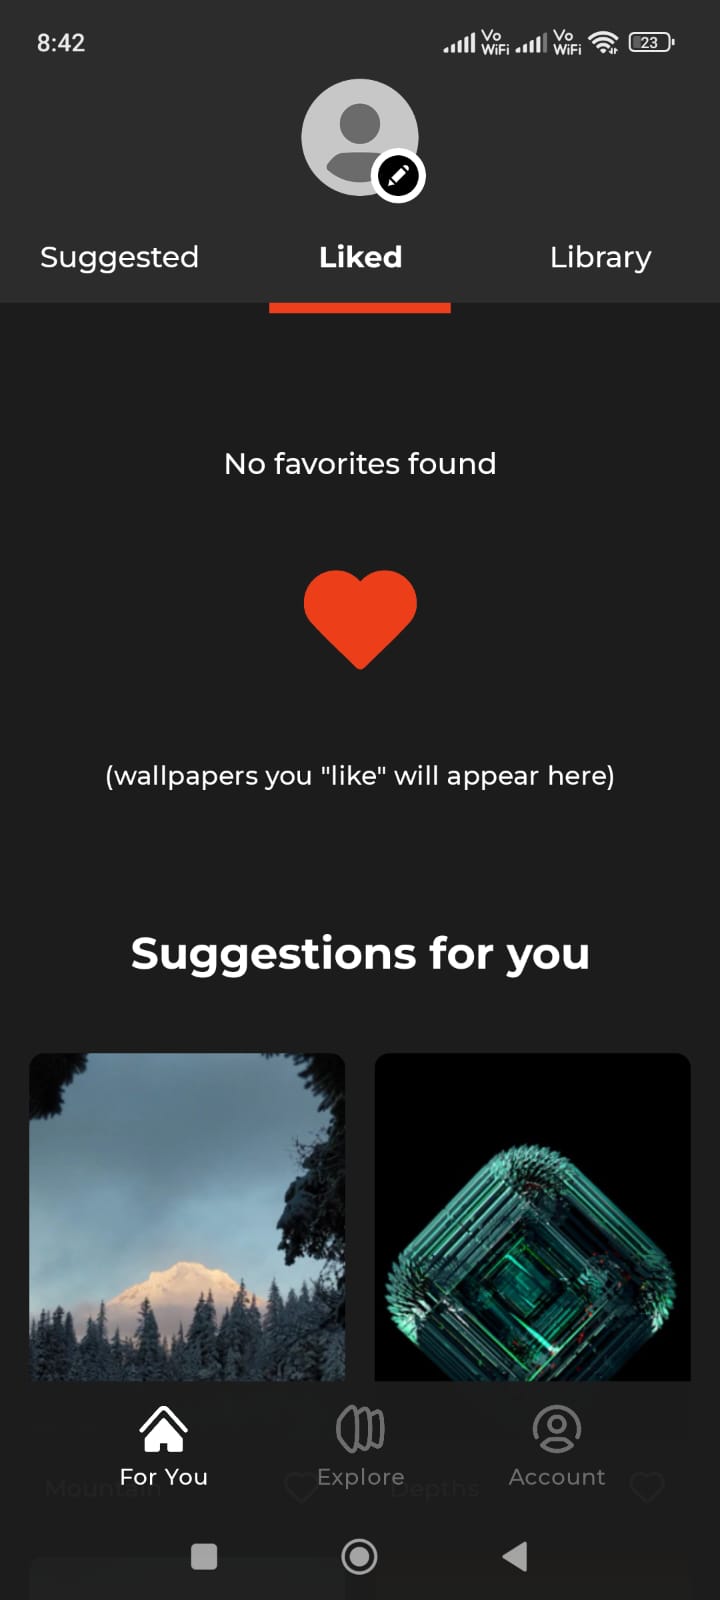 8:42
Vo
WiFi
Vo
WiFi
23
Suggested
Liked
Library
No favorites found
(wallpapers you "like" will appear here)
Suggestions for you
For You
Explore
Account
Mountain
Depths